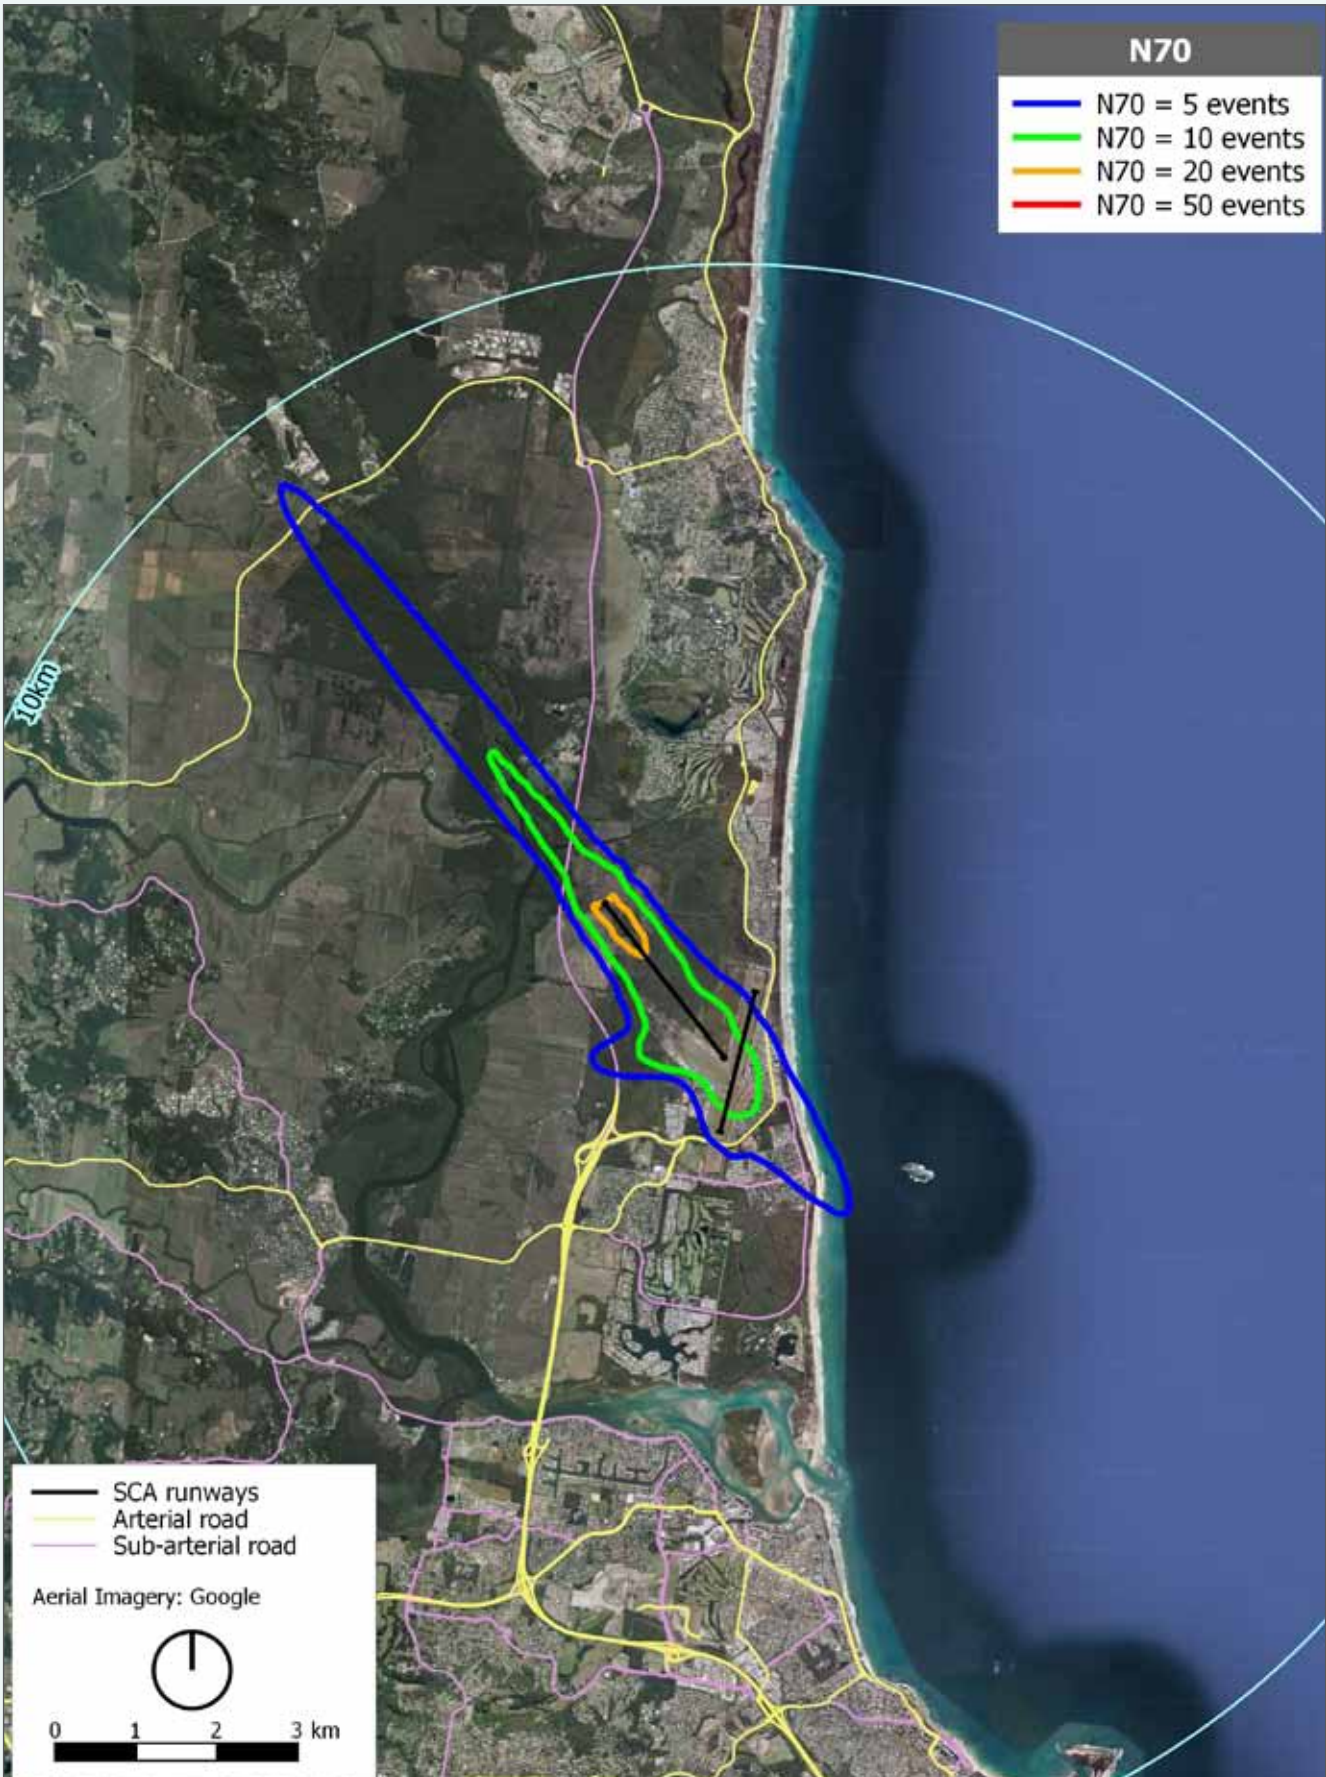 N70
N70 = 5 events
N70 = 10 events
N70 = 20 events
N70 = 50 events
10km
SCA runways
Arterial road
Sub-arterial road
Aerial Imagery: Google
0 1 2 3 km